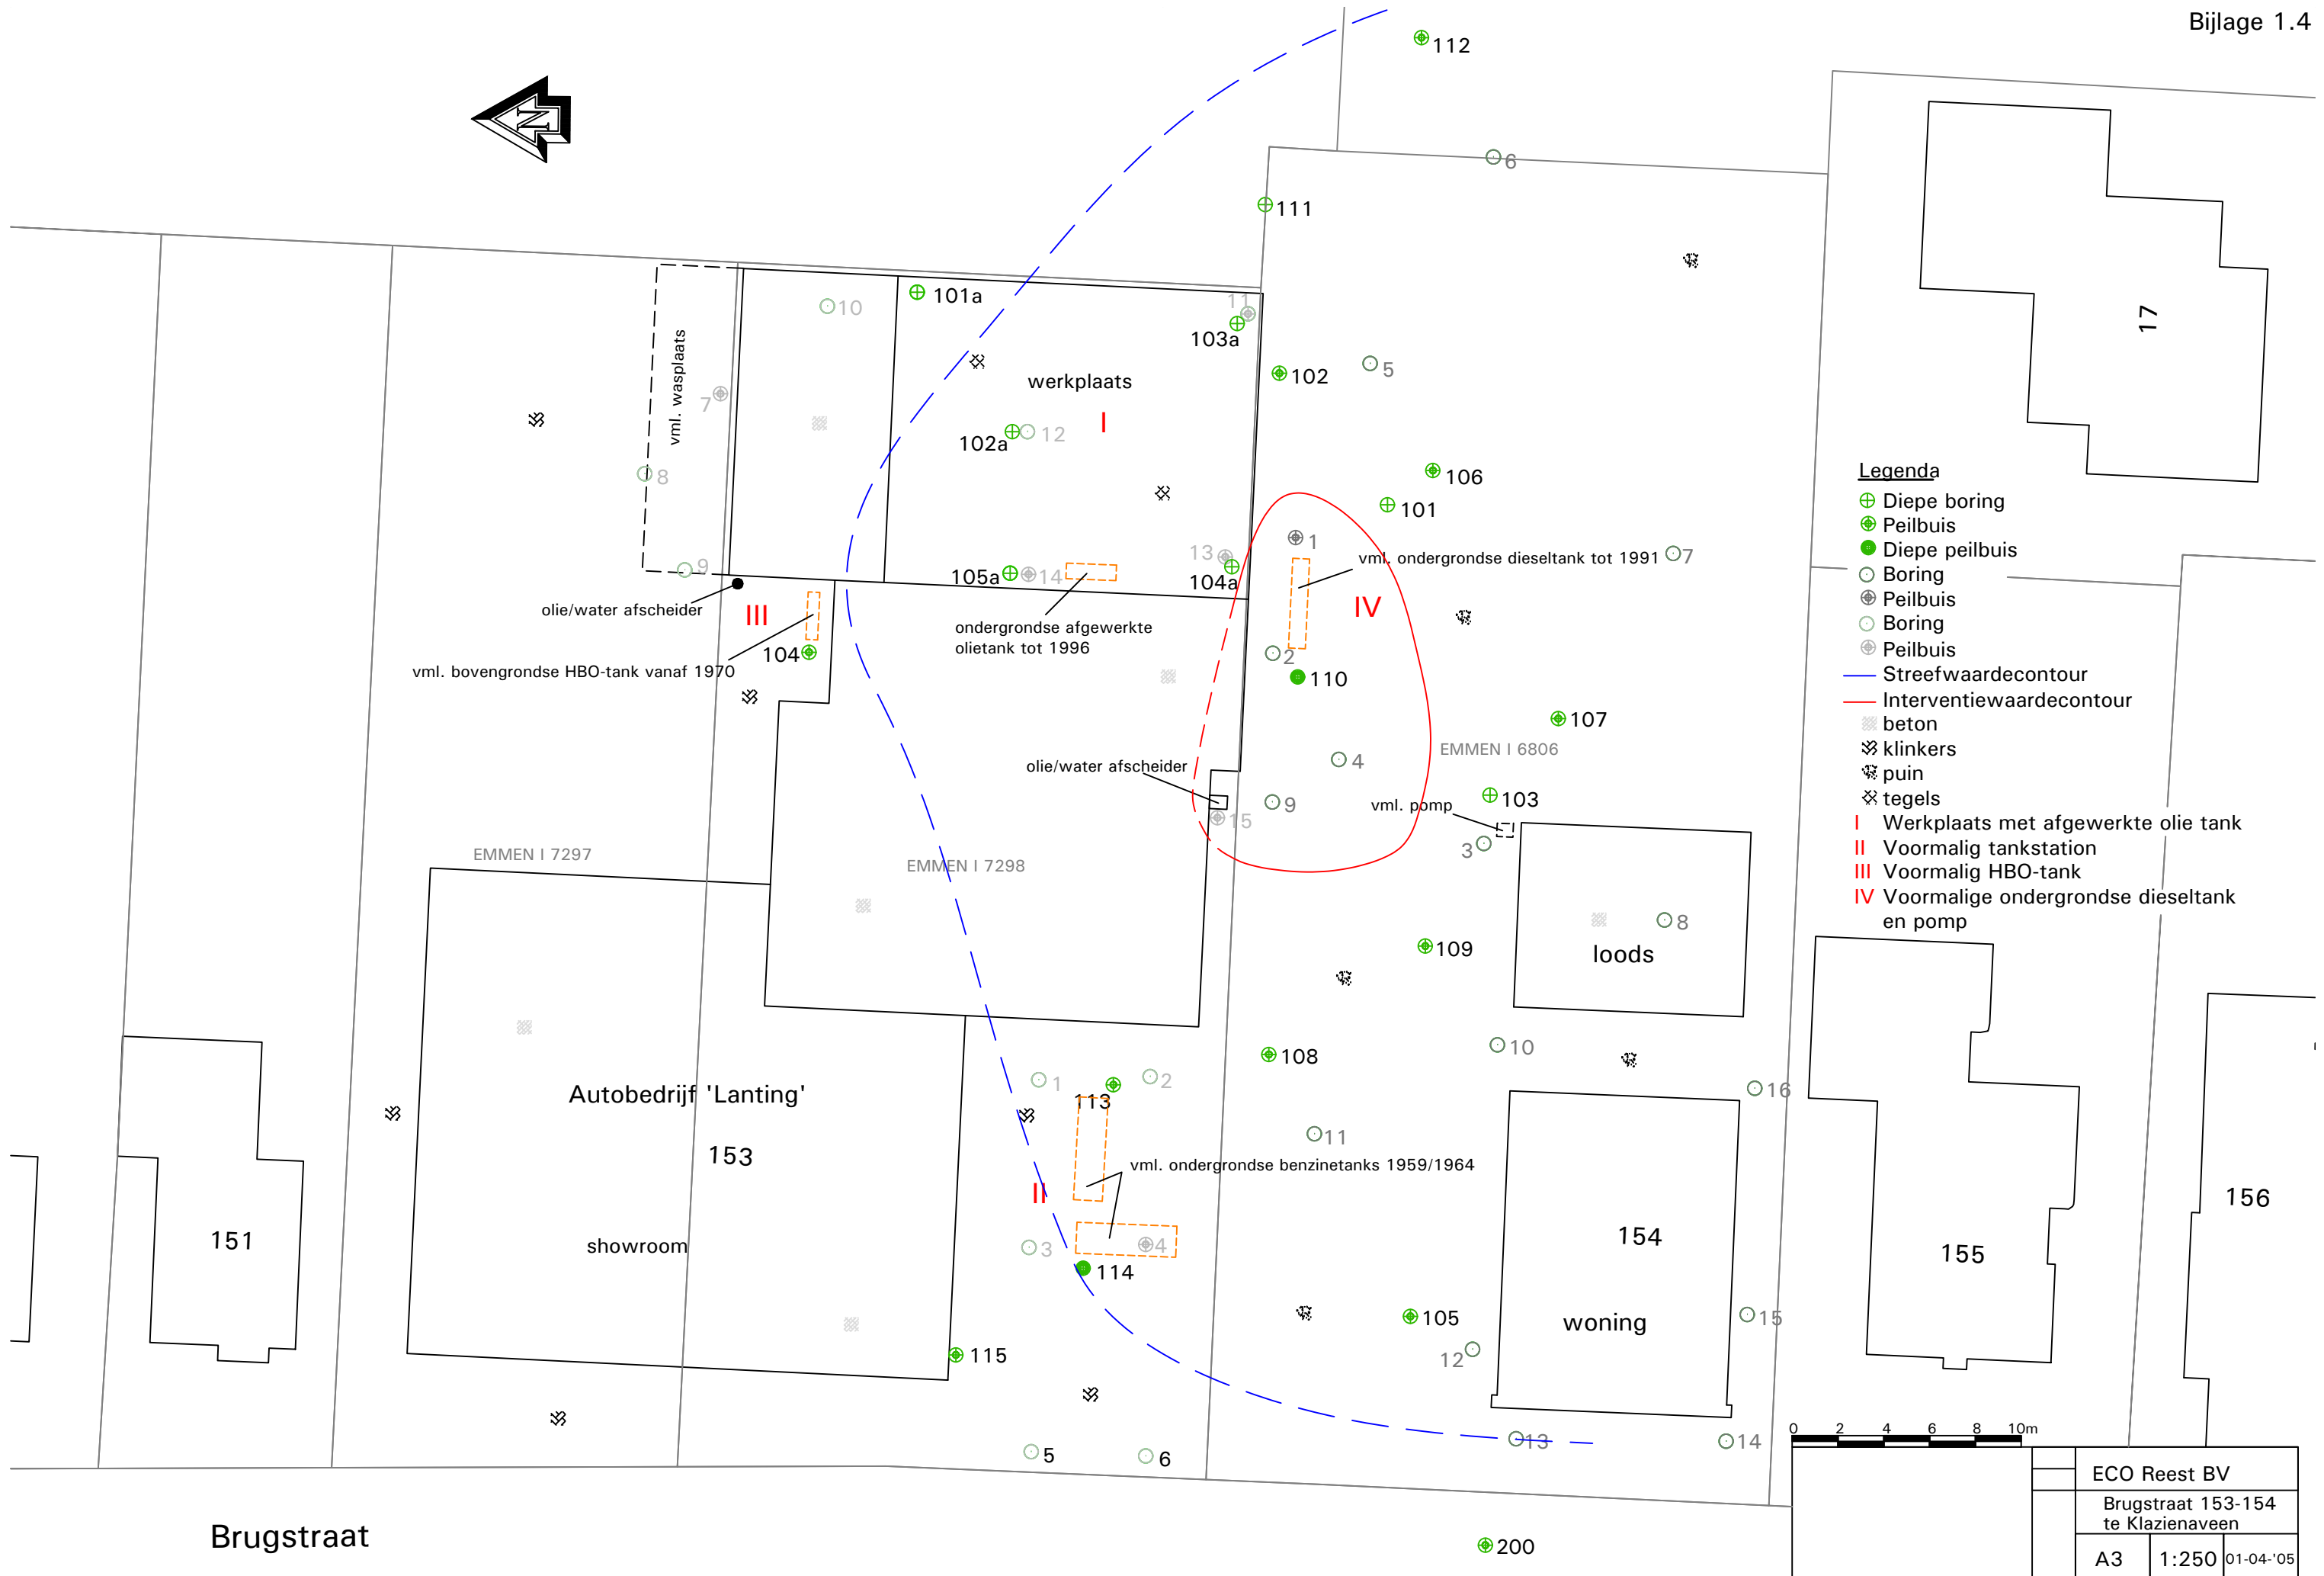 Bijlage 1.4
112
N
6
111
17
10
101a
11
103a
vml. wasplaats
werkplaats
102
5
7
I
102a
12
8
106
101
Legenda
Diepe boring
Peilbuis
Diepe peilbuis
Boring
Peilbuis
Boring
Peilbuis
Streefwaardecontour
Interventiewaardecontour
beton
klinkers
puin
tegels
I Werkplaats met afgewerkte olie tank
II Voormalig tankstation
III Voormalig HBO-tank
IV Voormalige ondergrondse dieseltank
en pomp
1
13
vml. ondergrondse dieseltank tot 1991
7
9
105a
14
104a
olie/water afscheider
III
IV
ondergrondse afgewerkte
olietank tot 1996
104
2
vml. bovengrondse HBO-tank vanaf 1970
110
107
EMMEN I 6806
4
olie/water afscheider
9
103
vml. pomp
15
3
EMMEN I 7297
EMMEN I 7298
8
109
loods
10
108
1
2
16
Autobedrijf 'Lanting'
113
11
153
vml. ondergrondse benzinetanks 1959/1964
II
156
151
154
showroom
3
4
155
114
105
15
woning
115
12
13
14
5
6
0 2 4 6 8 10m
ECO Reest BV
Brugstraat 153-154
te Klazienaveen
A3 1:250 01-04-'05
Brugstraat
200